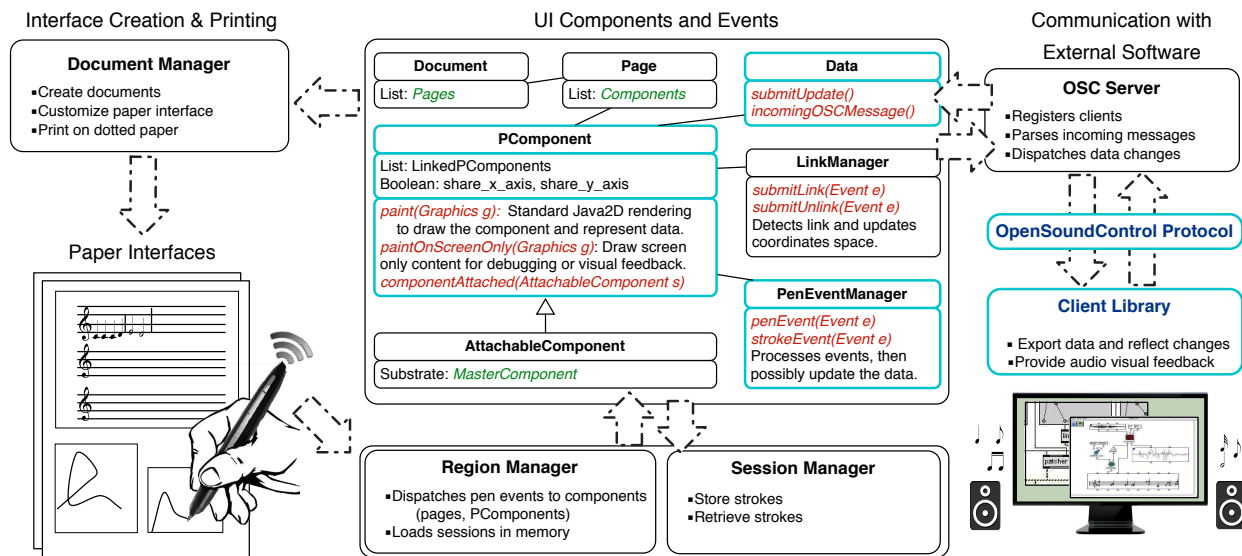 Interface Creation & Printing
Document Manager
▪Create documents
▪Customize paper interface
▪Print on dotted paper
Paper Interfaces
UI Components and Events
Document
List: Pages
Page
List: Components
Data
submitUpdate()
incomingOSCMessage()
PComponent
List: LinkedPComponents
Boolean: share_x_axis, share_y_axis
paint(Graphics g): Standard Java2D rendering
to draw the component and represent data.
paintOnScreenOnly(Graphics g): Draw screen
only content for debugging or visual feedback.
componentAttached(AttachableComponent s)
LinkManager
submitLink(Event e)
submitUnlink(Event e)
Detects link and updates
coordinates space.
PenEventManager
penEvent(Event e)
strokeEvent(Event e)
Processes events, then
possibly update the data.
AttachableComponent
Substrate: MasterComponent
Region Manager
▪Dispatches pen events to components
(pages, PComponents)
▪Loads sessions in memory
Session Manager
▪Store strokes
▪Retrieve strokes
Communication with
External Software
OSC Server
▪Registers clients
▪Parses incoming messages
▪Dispatches data changes
OpenSoundControl Protocol
Client Library
▪ Export data and reflect changes
▪Provide audio visual feedback
patcher